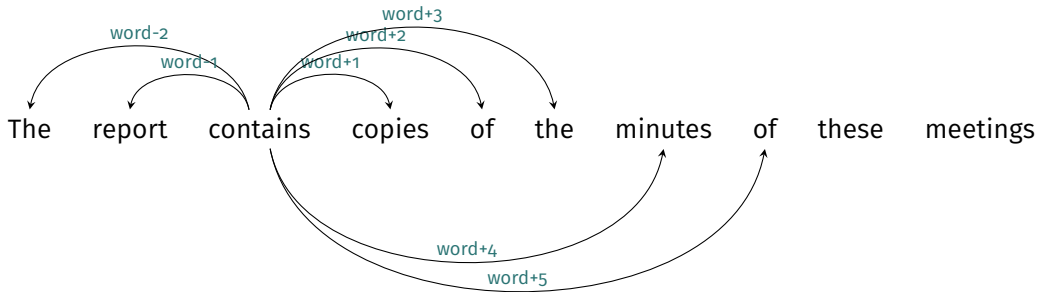 word+3
word-2
word+2
word-1
word+1
The report contains copies of the minutes of these meetings
word+4
word+5